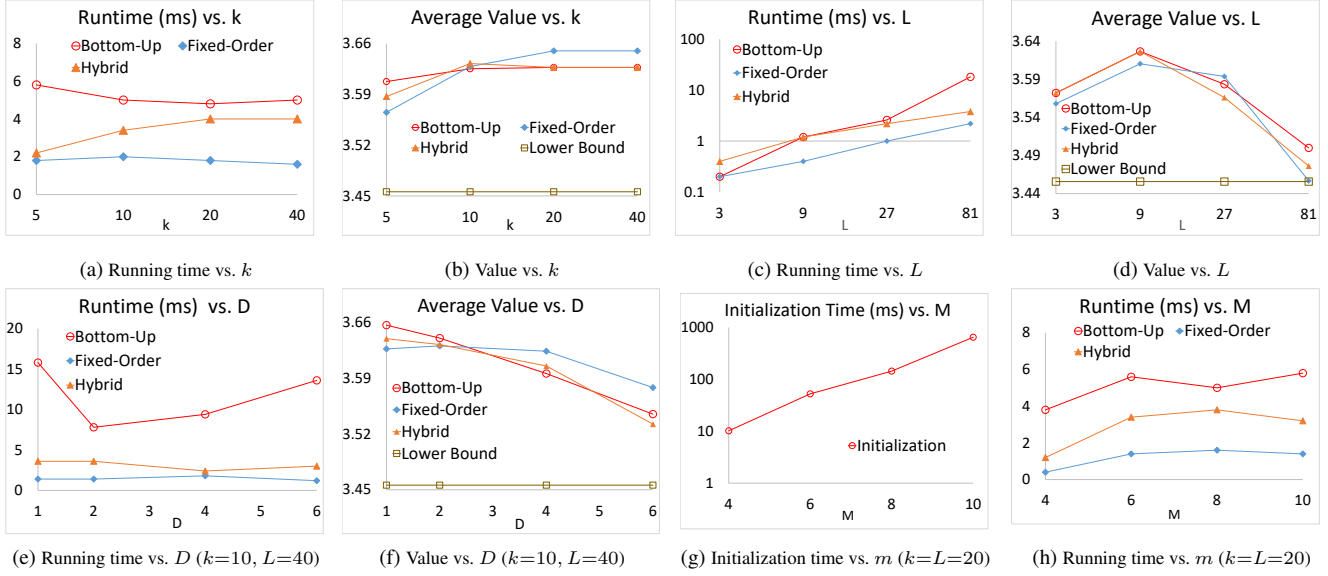 Runtime (ms) vs. k
8
6
4
2
0
Bottom-Up
Fixed-Order
Hybrid
5 10 20 40
k
(a) Running time vs. k
Average Value vs. k
3.66
3.59
3.52
3.45
Bottom-Up
Fixed-Order
Hybrid
Lower Bound
5 10 20 40
k
(b) Value vs. k
Runtime (ms) vs. L
100
10
1
0.1
Bottom-Up
Fixed-Order
Hybrid
3 9 27 81
L
(c) Running time vs. L
Average Value vs. L
3.64
3.59
3.54
3.49
3.44
Bottom-Up
Fixed-Order
Hybrid
Lower Bound
3 9 27 81
L
(d) Value vs. L
Runtime (ms) vs. D
20
15
10
5
0
Bottom-Up
Fixed-Order
Hybrid
1 2 3 4 5 6
D
(e) Running time vs. D (k=10, L=40)
Average Value vs. D
3.66
3.59
3.52
3.45
Bottom-Up
Fixed-Order
Hybrid
Lower Bound
1 2 3 4 5 6
D
(f) Value vs. D (k=10, L=40)
Initialization Time (ms) vs. M
1000
100
10
1
Initialization
4 6 8 10
M
(g) Initialization time vs. m (k=L=20)
Runtime (ms) vs. M
8
6
4
2
0
Bottom-Up
Fixed-Order
Hybrid
4 6 8 10
M
(h) Running time vs. m (k=L=20)